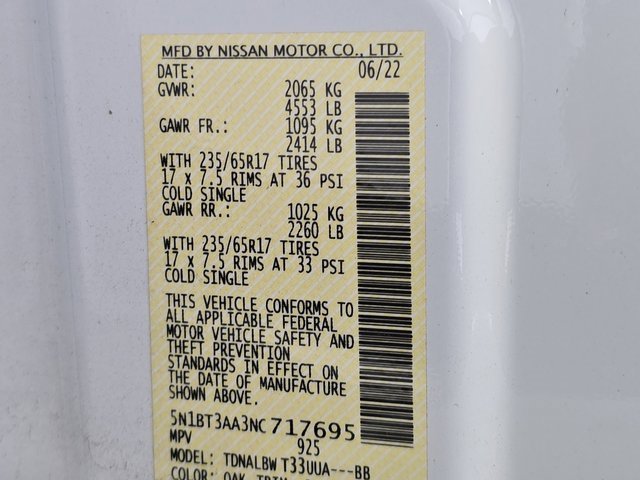 MFD BY NISSAN MOTOR CO., LTD.
DATE: 06/22
GVWR: 2065 KG
4553 LB
GAWR FR.: 1095 KG
2414 LB
WITH 235/65R17 TIRES
17 x 7.5 RIMS AT 36 PSI
COLD SINGLE
GAWR RR.: 1025 KG
2260 LB
WITH 235/65R17 TIRES
17 x 7.5 RIMS AT 33 PSI
COLD SINGLE
THIS VEHICLE CONFORMS TO
ALL APPLICABLE FEDERAL
MOTOR VEHICLE SAFETY AND
THEFT PREVENTION
STANDARDS IN EFFECT ON
THE DATE OF MANUFACTURE
SHOWN ABOVE.
5N1BT3AA3NC717695
MPV 925
MODEL: TDNALBW T33UUA---BB
COLOR: QAK TRIM